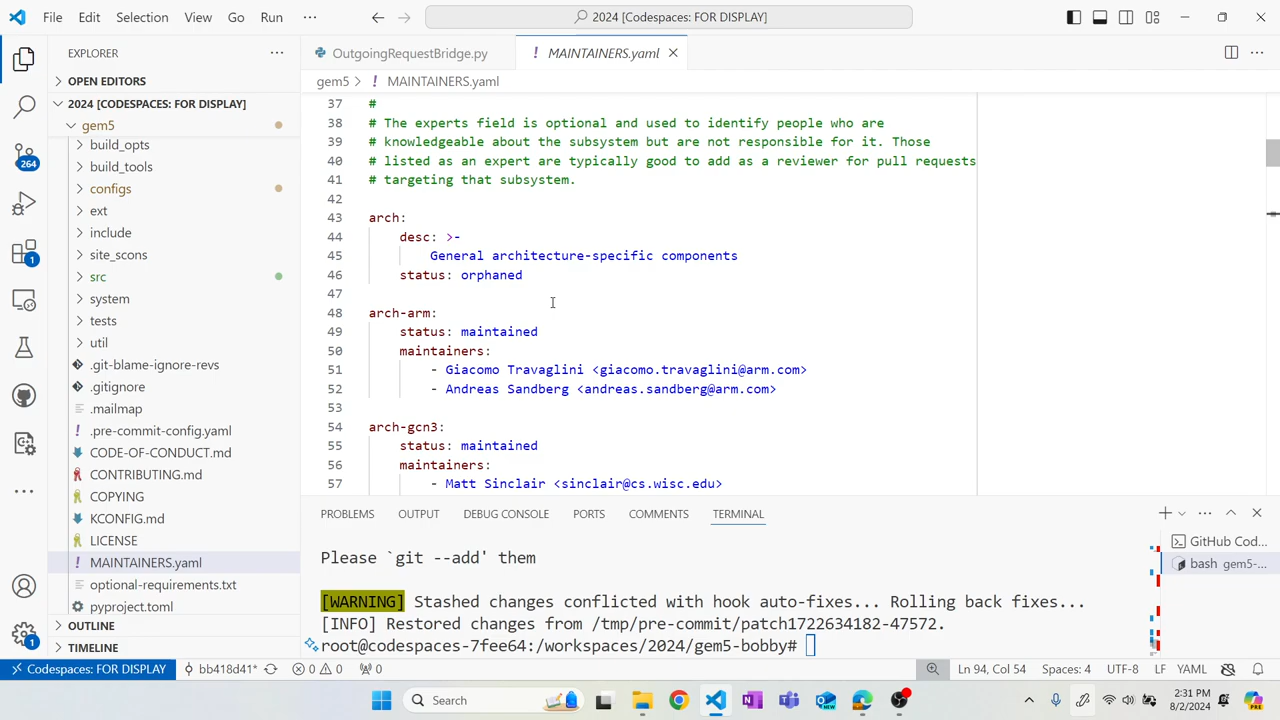 File Edit Selection View Go Run ···
2024 [Codespaces: FOR DISPLAY]
EXPLORER
OutgoingRequestBridge.py
! MAINTAINERS.yaml
OPEN EDITORS
gem5 > ! MAINTAINERS.yaml
2024 [CODESPACES: FOR DISPLAY]
gem5
build_opts
build_tools
configs
ext
include
site_scons
src
system
tests
util
.git-blame-ignore-revs
.gitignore
.mailmap
.pre-commit-config.yaml
CODE-OF-CONDUCT.md
CONTRIBUTING.md
COPYING
KCONFIG.md
LICENSE
! MAINTAINERS.yaml
optional-requirements.txt
pyproject.toml
OUTLINE
TIMELINE
264
1
1
37 #
38 # The experts field is optional and used to identify people who are
39 # knowledgeable about the subsystem but are not responsible for it. Those
40 # listed as an expert are typically good to add as a reviewer for pull requests
41 # targeting that subsystem.
42
43 arch:
44 desc: >-
45 General architecture-specific components
46 status: orphaned
47
48 arch-arm:
49 status: maintained
50 maintainers:
51 - Giacomo Travaglini <giacomo.travaglini@arm.com>
52 - Andreas Sandberg <andreas.sandberg@arm.com>
53
54 arch-gcn3:
55 status: maintained
56 maintainers:
57 - Matt Sinclair <sinclair@cs.wisc.edu>
PROBLEMS OUTPUT DEBUG CONSOLE PORTS COMMENTS TERMINAL
Please `git --add' them
[WARNING] Stashed changes conflicted with hook auto-fixes... Rolling back fixes...
[INFO] Restored changes from /tmp/pre-commit/patch1722634182-47572.
root@codespaces-7fee64:/workspaces/2024/gem5-bobby#
GitHub Cod...
bash gem5-...
Codespaces: FOR DISPLAY
bb418d41*
0 0 0
Ln 94, Col 54 Spaces: 4 UTF-8 LF YAML
Search
2:31 PM
8/2/2024